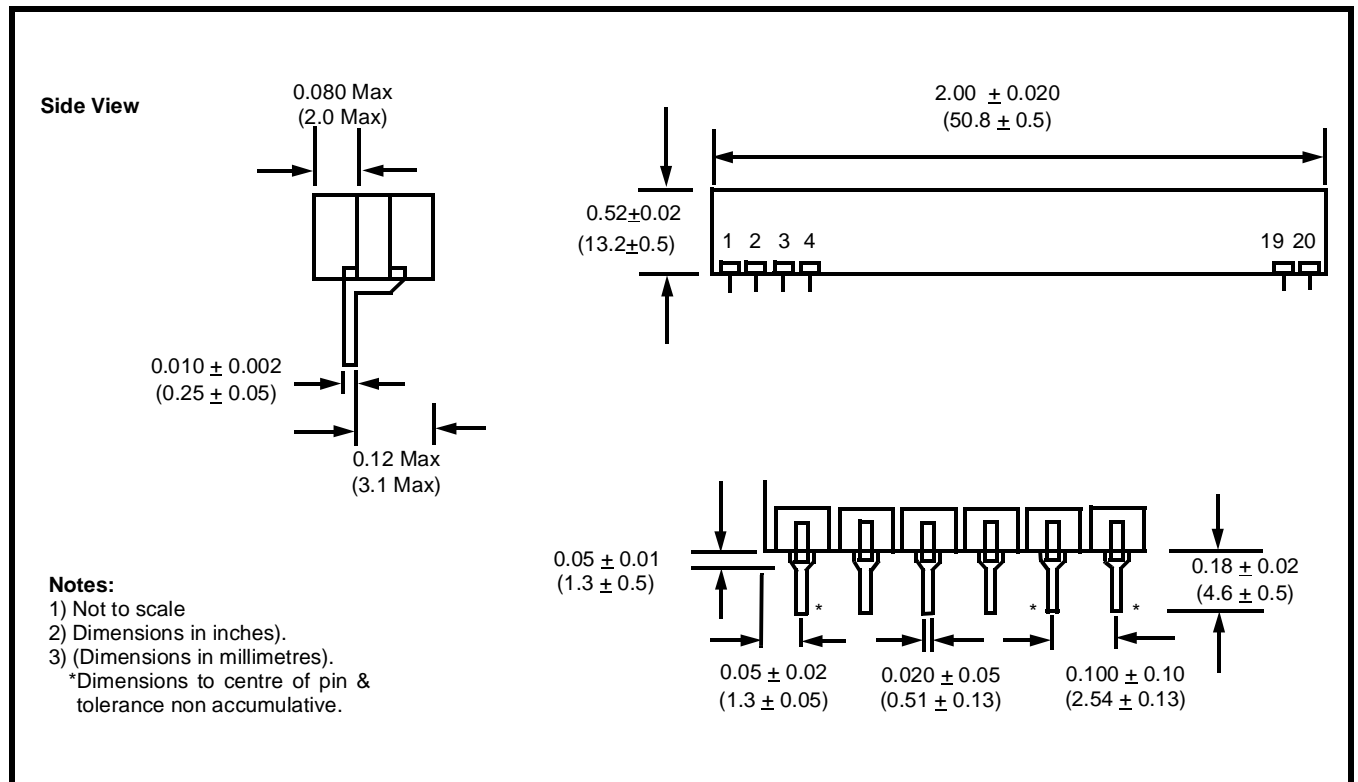 Side View
0.080 Max
(2.0 Max)
2.00 ± 0.020
(50.8 ± 0.5)
0.52±0.02
(13.2±0.5)
1 2 3 4 19 20
0.010 ± 0.002
(0.25 ± 0.05)
0.12 Max
(3.1 Max)
0.05 ± 0.01
(1.3 ± 0.5)
0.18 ± 0.02
(4.6 ± 0.5)
* * *
0.05 ± 0.02
(1.3 ± 0.05)
0.020 ± 0.05
(0.51 ± 0.13)
0.100 ± 0.10
(2.54 ± 0.13)
Notes:
1) Not to scale
2) Dimensions in inches).
3) (Dimensions in millimetres).
*Dimensions to centre of pin &
tolerance non accumulative.